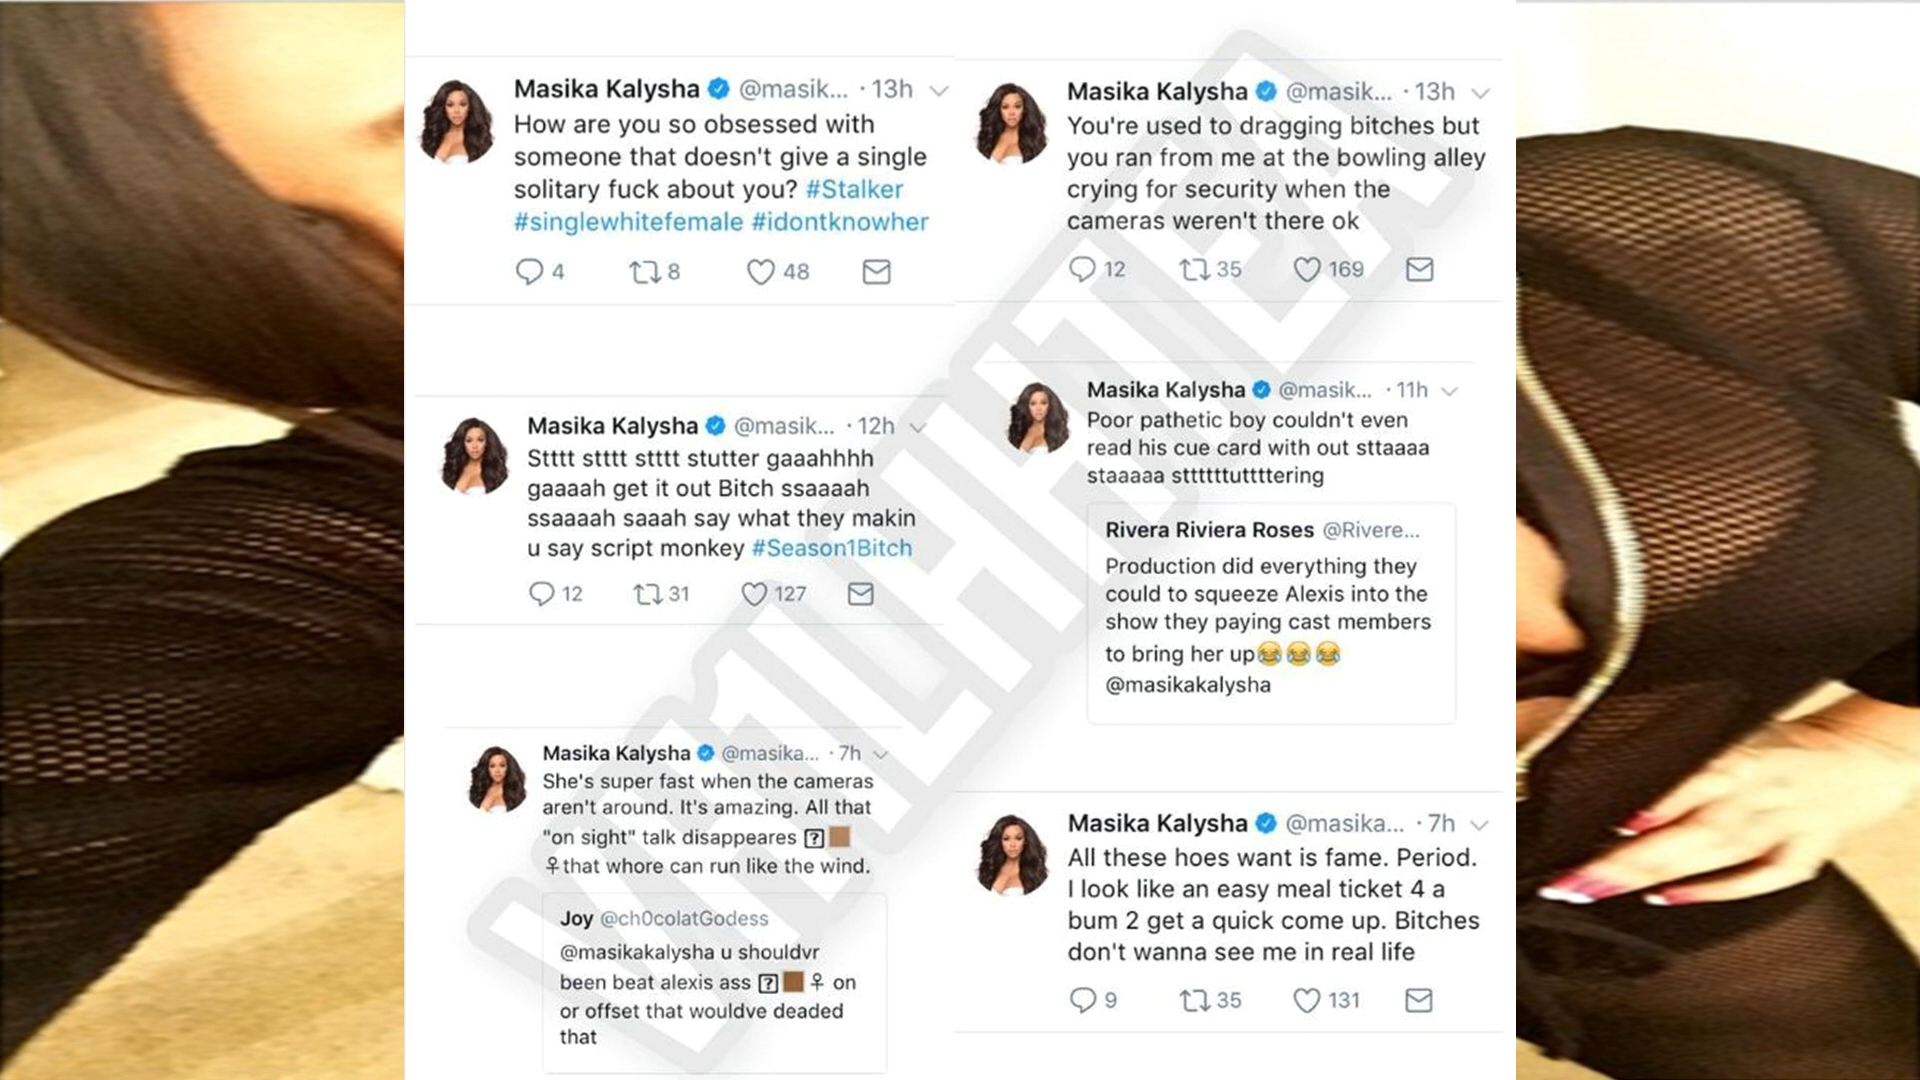 Masika Kalysha @masik... · 13h
How are you so obsessed with
someone that doesn't give a single
solitary fuck about you? #Stalker
#singlewhitefemale #idontknowher
4 8 48
Masika Kalysha @masik... · 12h
Stttt stttt stttt stutter gaaahhhh
gaaaah get it out Bitch ssaaaah
ssaaaah saaah say what they makin
u say script monkey #Season1Bitch
12 31 127
Masika Kalysha @masika... · 7h
She's super fast when the cameras
aren't around. It's amazing. All that
"on sight" talk disappeares ⍰🏾
♀that whore can run like the wind.
Joy @ch0colatGodess
@masikakalysha u shouldvr
been beat alexis ass ⍰🏾 ♀ on
or offset that wouldve deaded
that
Masika Kalysha @masik... · 13h
You're used to dragging bitches but
you ran from me at the bowling alley
crying for security when the
cameras weren't there ok
12 35 169
Masika Kalysha @masik... · 11h
Poor pathetic boy couldn't even
read his cue card with out sttaaaa
staaaaa stttttttutttttering
Rivera Riviera Roses @Rivere...
Production did everything they
could to squeeze Alexis into the
show they paying cast members
to bring her up😂😂😂
@masikakalysha
Masika Kalysha @masika... · 7h
All these hoes want is fame. Period.
I look like an easy meal ticket 4 a
bum 2 get a quick come up. Bitches
don't wanna see me in real life
9 35 131
VH1LHHTEA